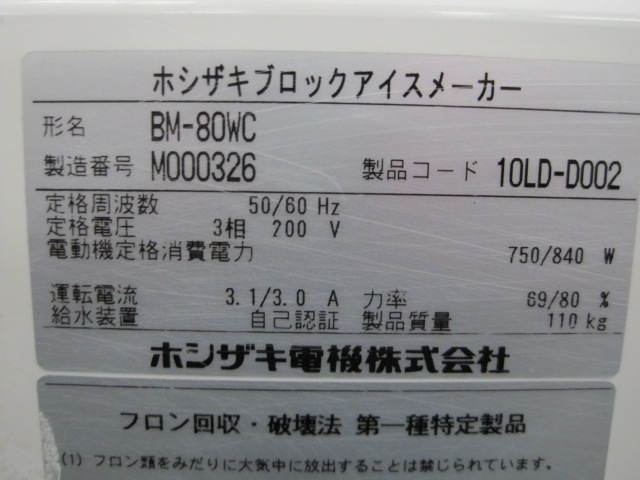 ホシザキブロックアイスメーカー
形名 BM-80WC
製造番号 M000326 製品コード 10LD-D002
定格周波数 50/60 Hz
定格電圧 3相 200 V
電動機定格消費電力 750/840 W
運転電流 3.1/3.0 A 力率 69/80 %
給水装置 自己認証 製品質量 110 kg
ホシザキ電機株式会社
フロン回収・破壊法 第一種特定製品
(1) フロン類をみだりに大気中に放出することは禁じられています。